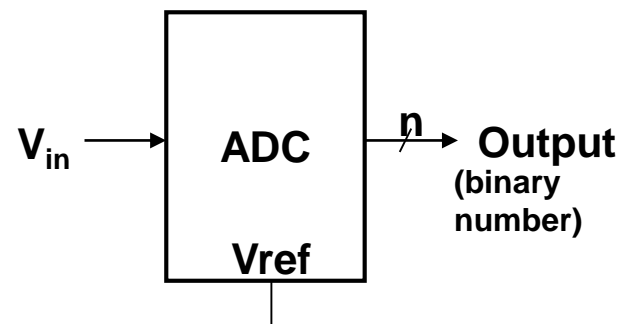 V_in
ADC
n
Output
(binary
number)
Vref